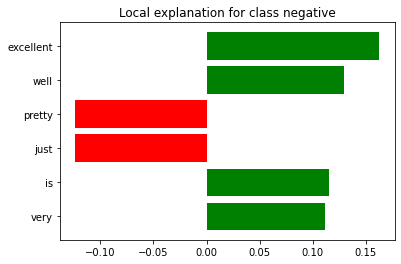 Local explanation for class negative
excellent
well
pretty
just
is
very
−0.10 −0.05 0.00 0.05 0.10 0.15